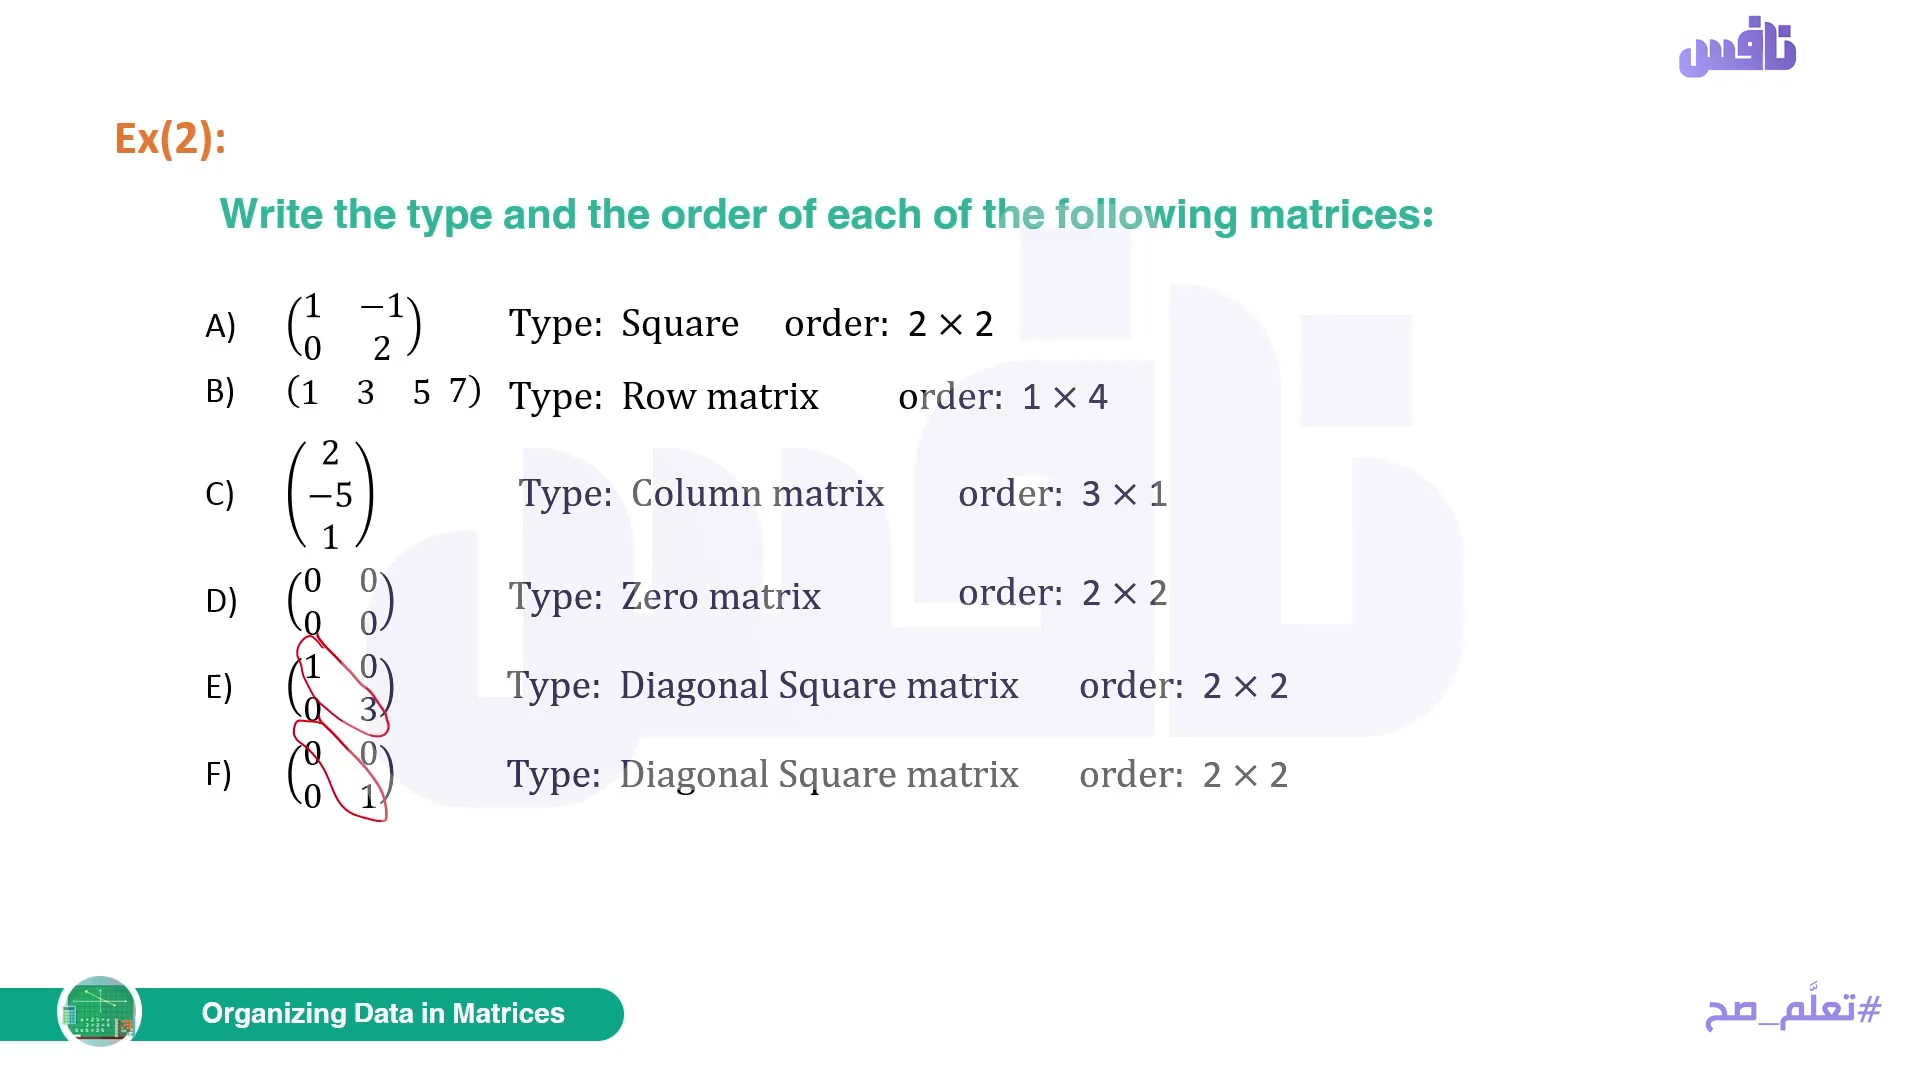 نافس
Ex(2):
Write the type and the order of each of the following matrices:
A) (1 −1
0 2) Type: Square order: 2 × 2
B) (1 3 5 7) Type: Row matrix order: 1 × 4
C) (2
−5
1) Type: Column matrix order: 3 × 1
D) (0 0
0 0) Type: Zero matrix order: 2 × 2
E) (1 0
0 3) Type: Diagonal Square matrix order: 2 × 2
F) (0 0
0 1) Type: Diagonal Square matrix order: 2 × 2
Organizing Data in Matrices
#تعلَّم_صح